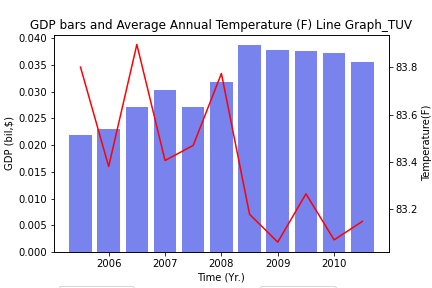 GDP bars and Average Annual Temperature (F) Line Graph_TUV
0.040
0.035
0.030
0.025
0.020
0.015
0.010
0.005
0.000
GDP (bil,$)
83.8
83.6
83.4
83.2
Temperature(F)
2006 2007 2008 2009 2010
Time (Yr.)